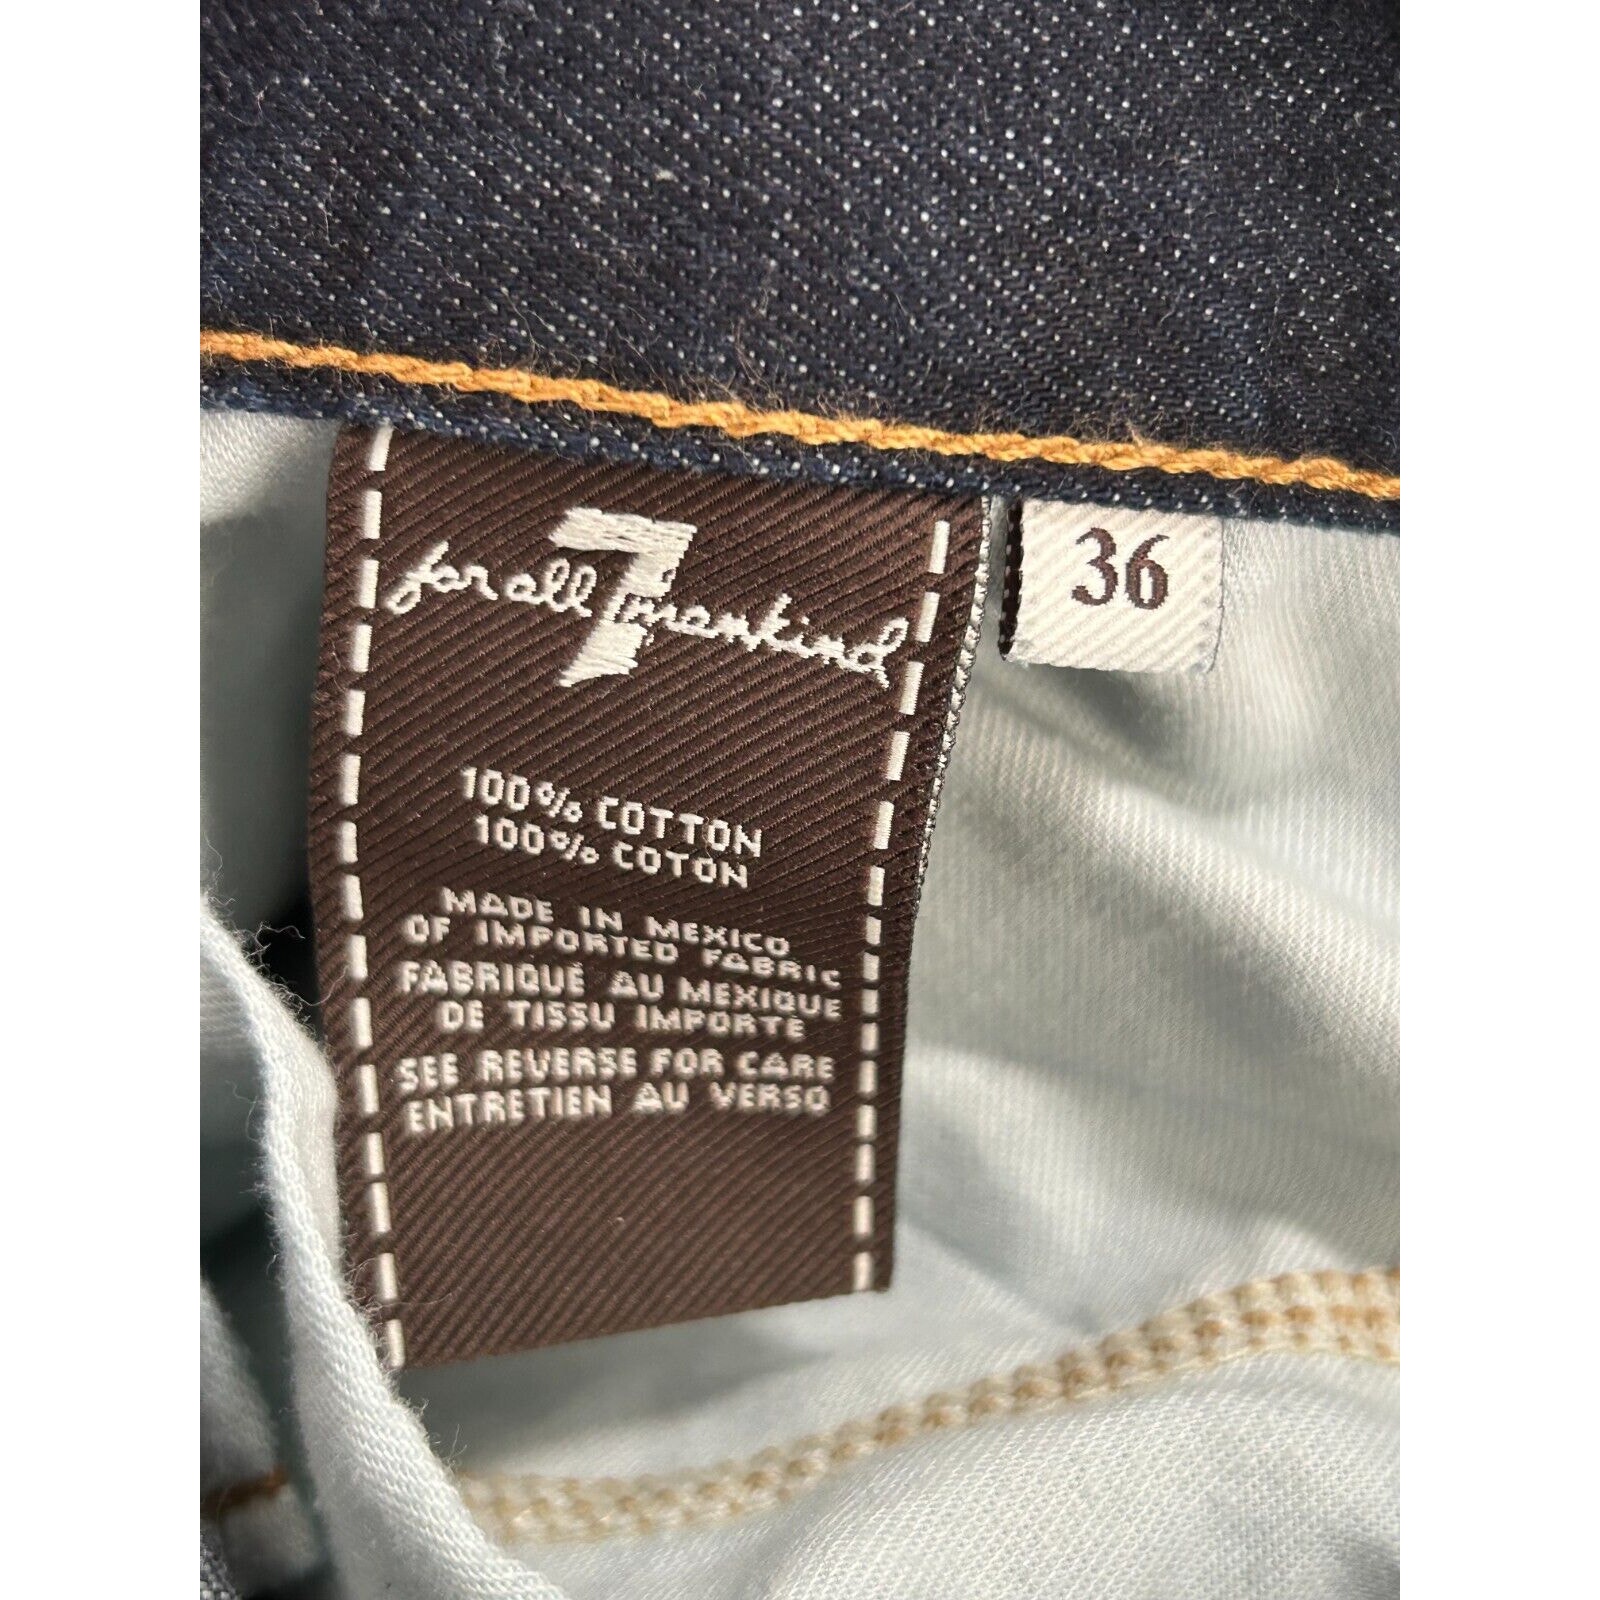 for all 7 mankind
36
100% COTTON
100% COTON
MADE IN MEXICO
OF IMPORTED FABRIC
FABRIQUÉ AU MEXIQUE
DE TISSU IMPORTÉ
SEE REVERSE FOR CARE
ENTRETIEN AU VERSO